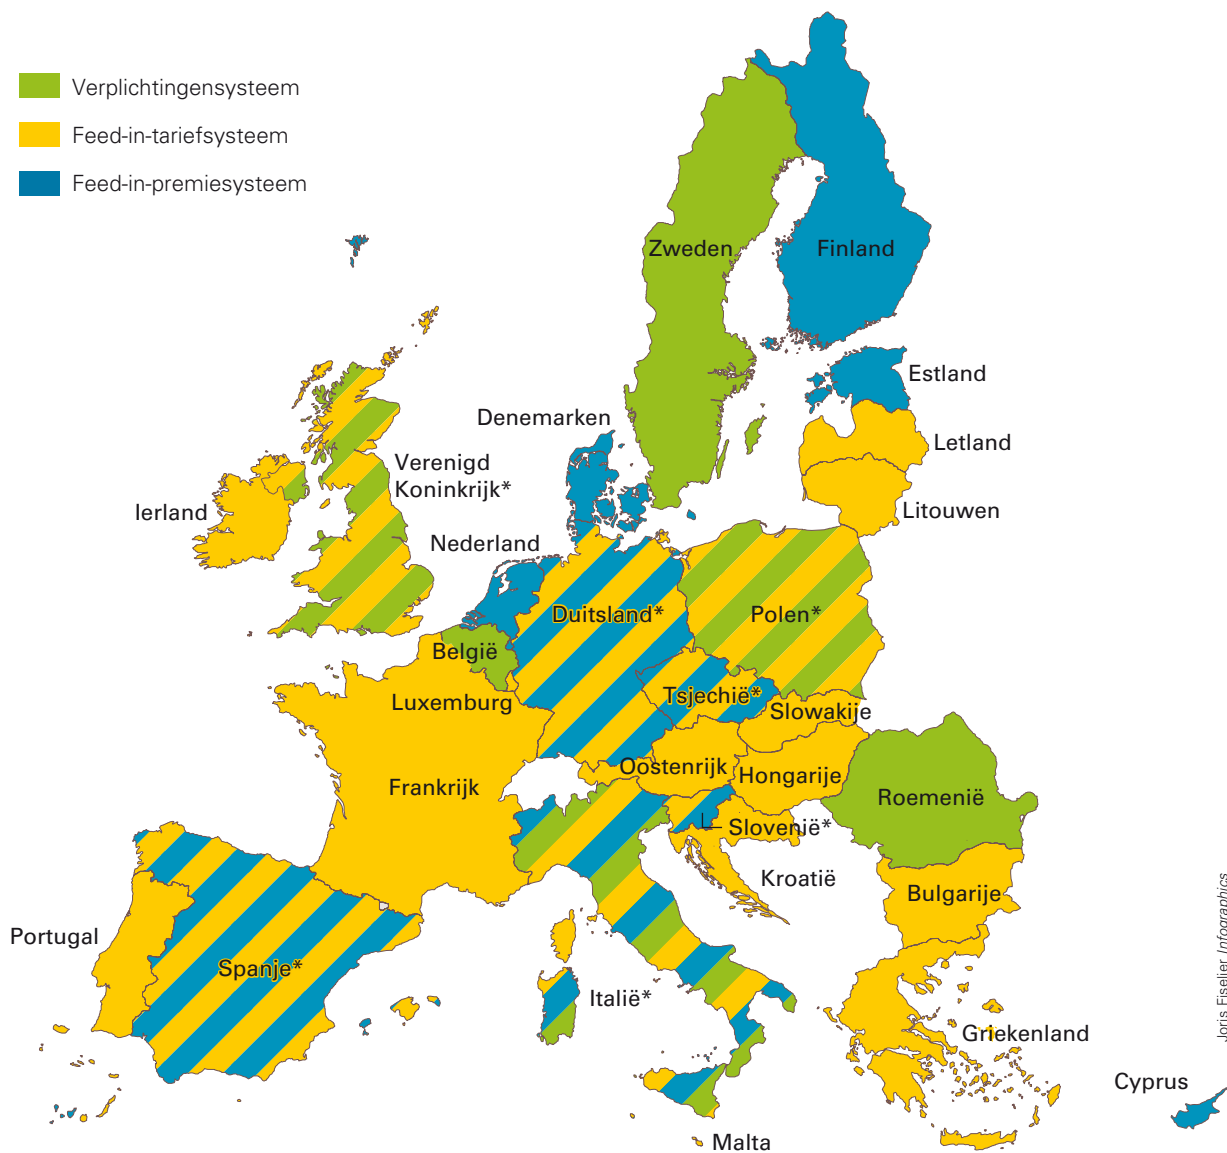 Verplichtingensysteem
Feed-in-tariefsysteem
Feed-in-premiesysteem
Zweden
Finland
Estland
Denemarken
Letland
Verenigd
Koninkrijk*
Ierland
Litouwen
Nederland
Duitsland*
Polen*
België
Tsjechië*
Luxemburg
Slowakije
Oostenrijk
Hongarije
Frankrijk
Roemenië
Slovenië*
Kroatië
Bulgarije
Portugal
Spanje*
Italië*
Griekenland
Cyprus
Malta
Joris Fiselier Infographics